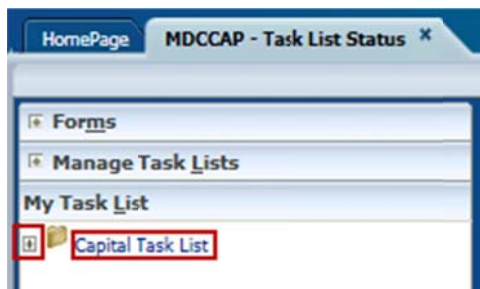 HomePage MDCCAP - Task List Status ×
Forms
Manage Task Lists
My Task List
Capital Task List